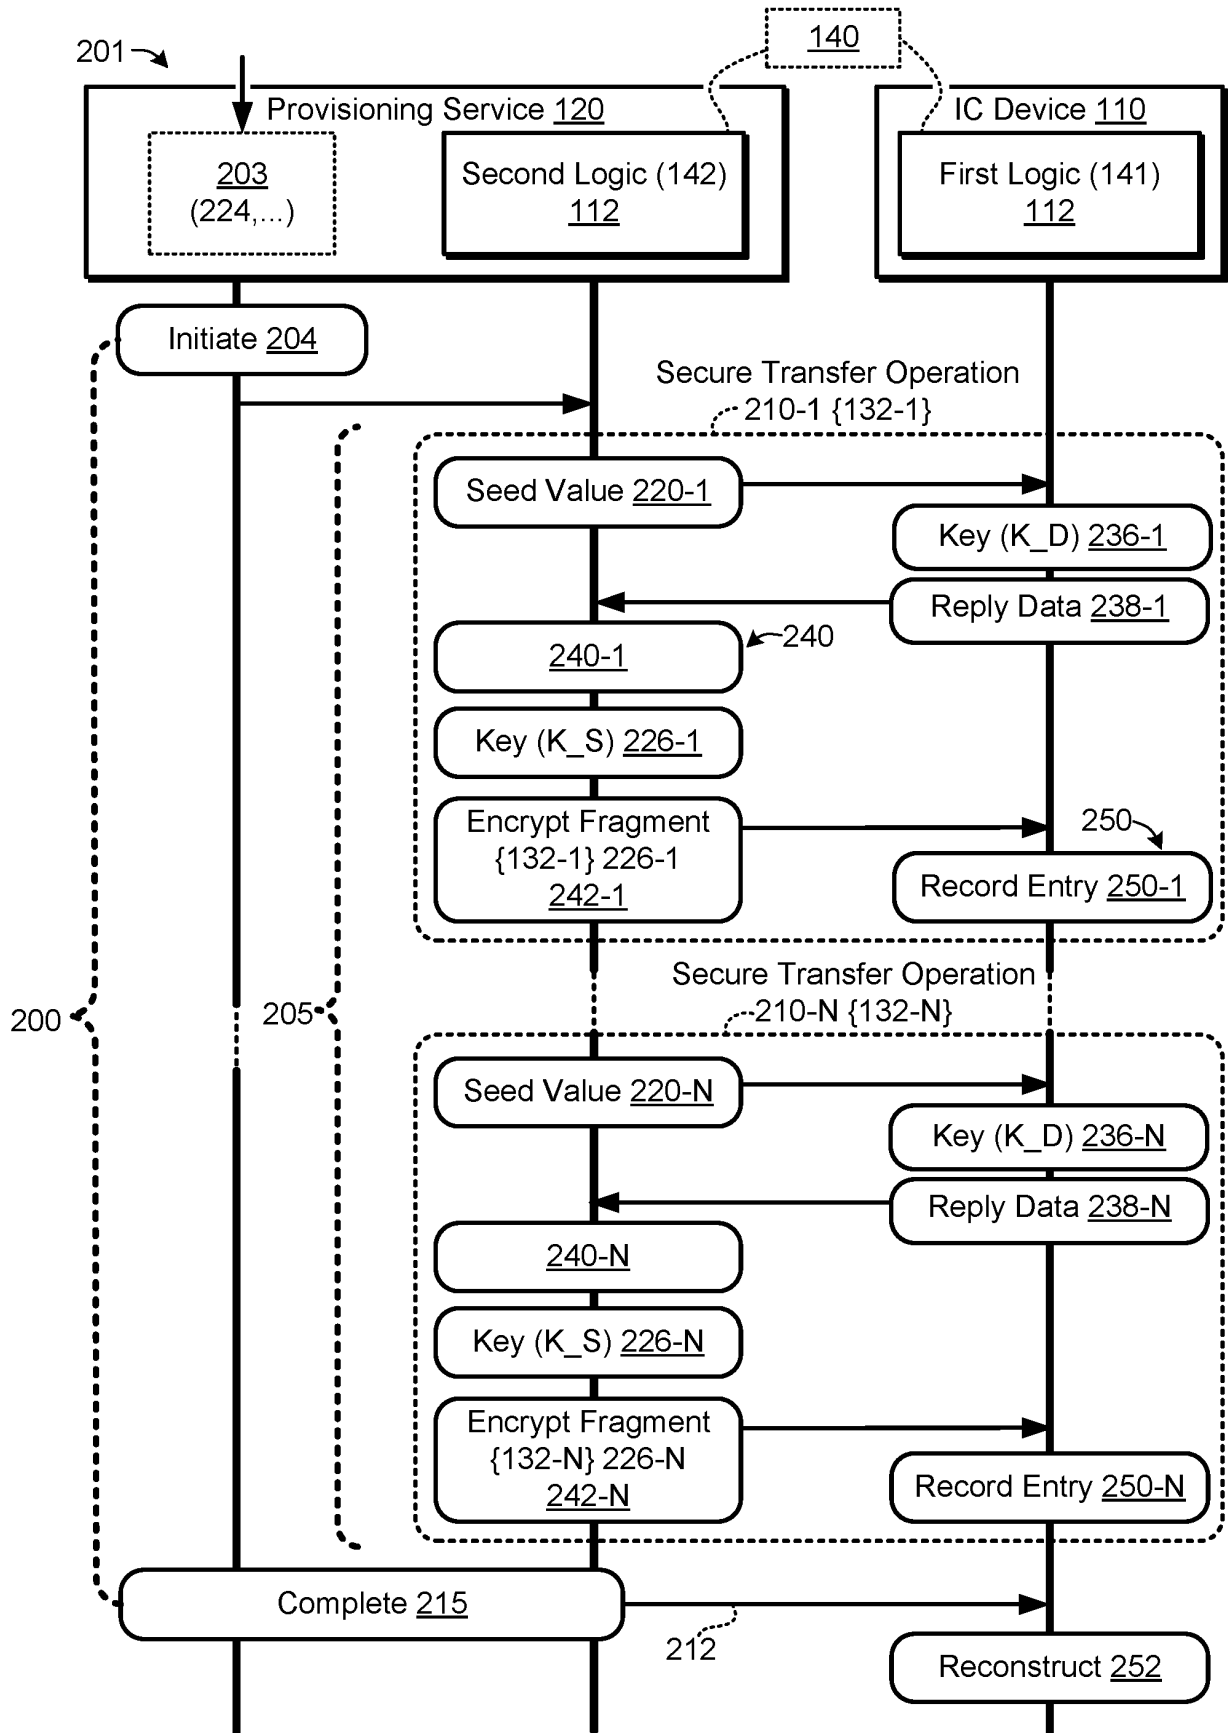 140
201
Provisioning Service 120
IC Device 110
203
(224,...)
Second Logic (142)
112
First Logic (141)
112
Initiate 204
Secure Transfer Operation
210-1 {132-1}
Seed Value 220-1
Key (K_D) 236-1
Reply Data 238-1
240-1
240
Key (K_S) 226-1
Encrypt Fragment
{132-1} 226-1
242-1
250
Record Entry 250-1
200
205
Secure Transfer Operation
210-N {132-N}
Seed Value 220-N
Key (K_D) 236-N
Reply Data 238-N
240-N
Key (K_S) 226-N
Encrypt Fragment
{132-N} 226-N
242-N
Record Entry 250-N
Complete 215
212
Reconstruct 252